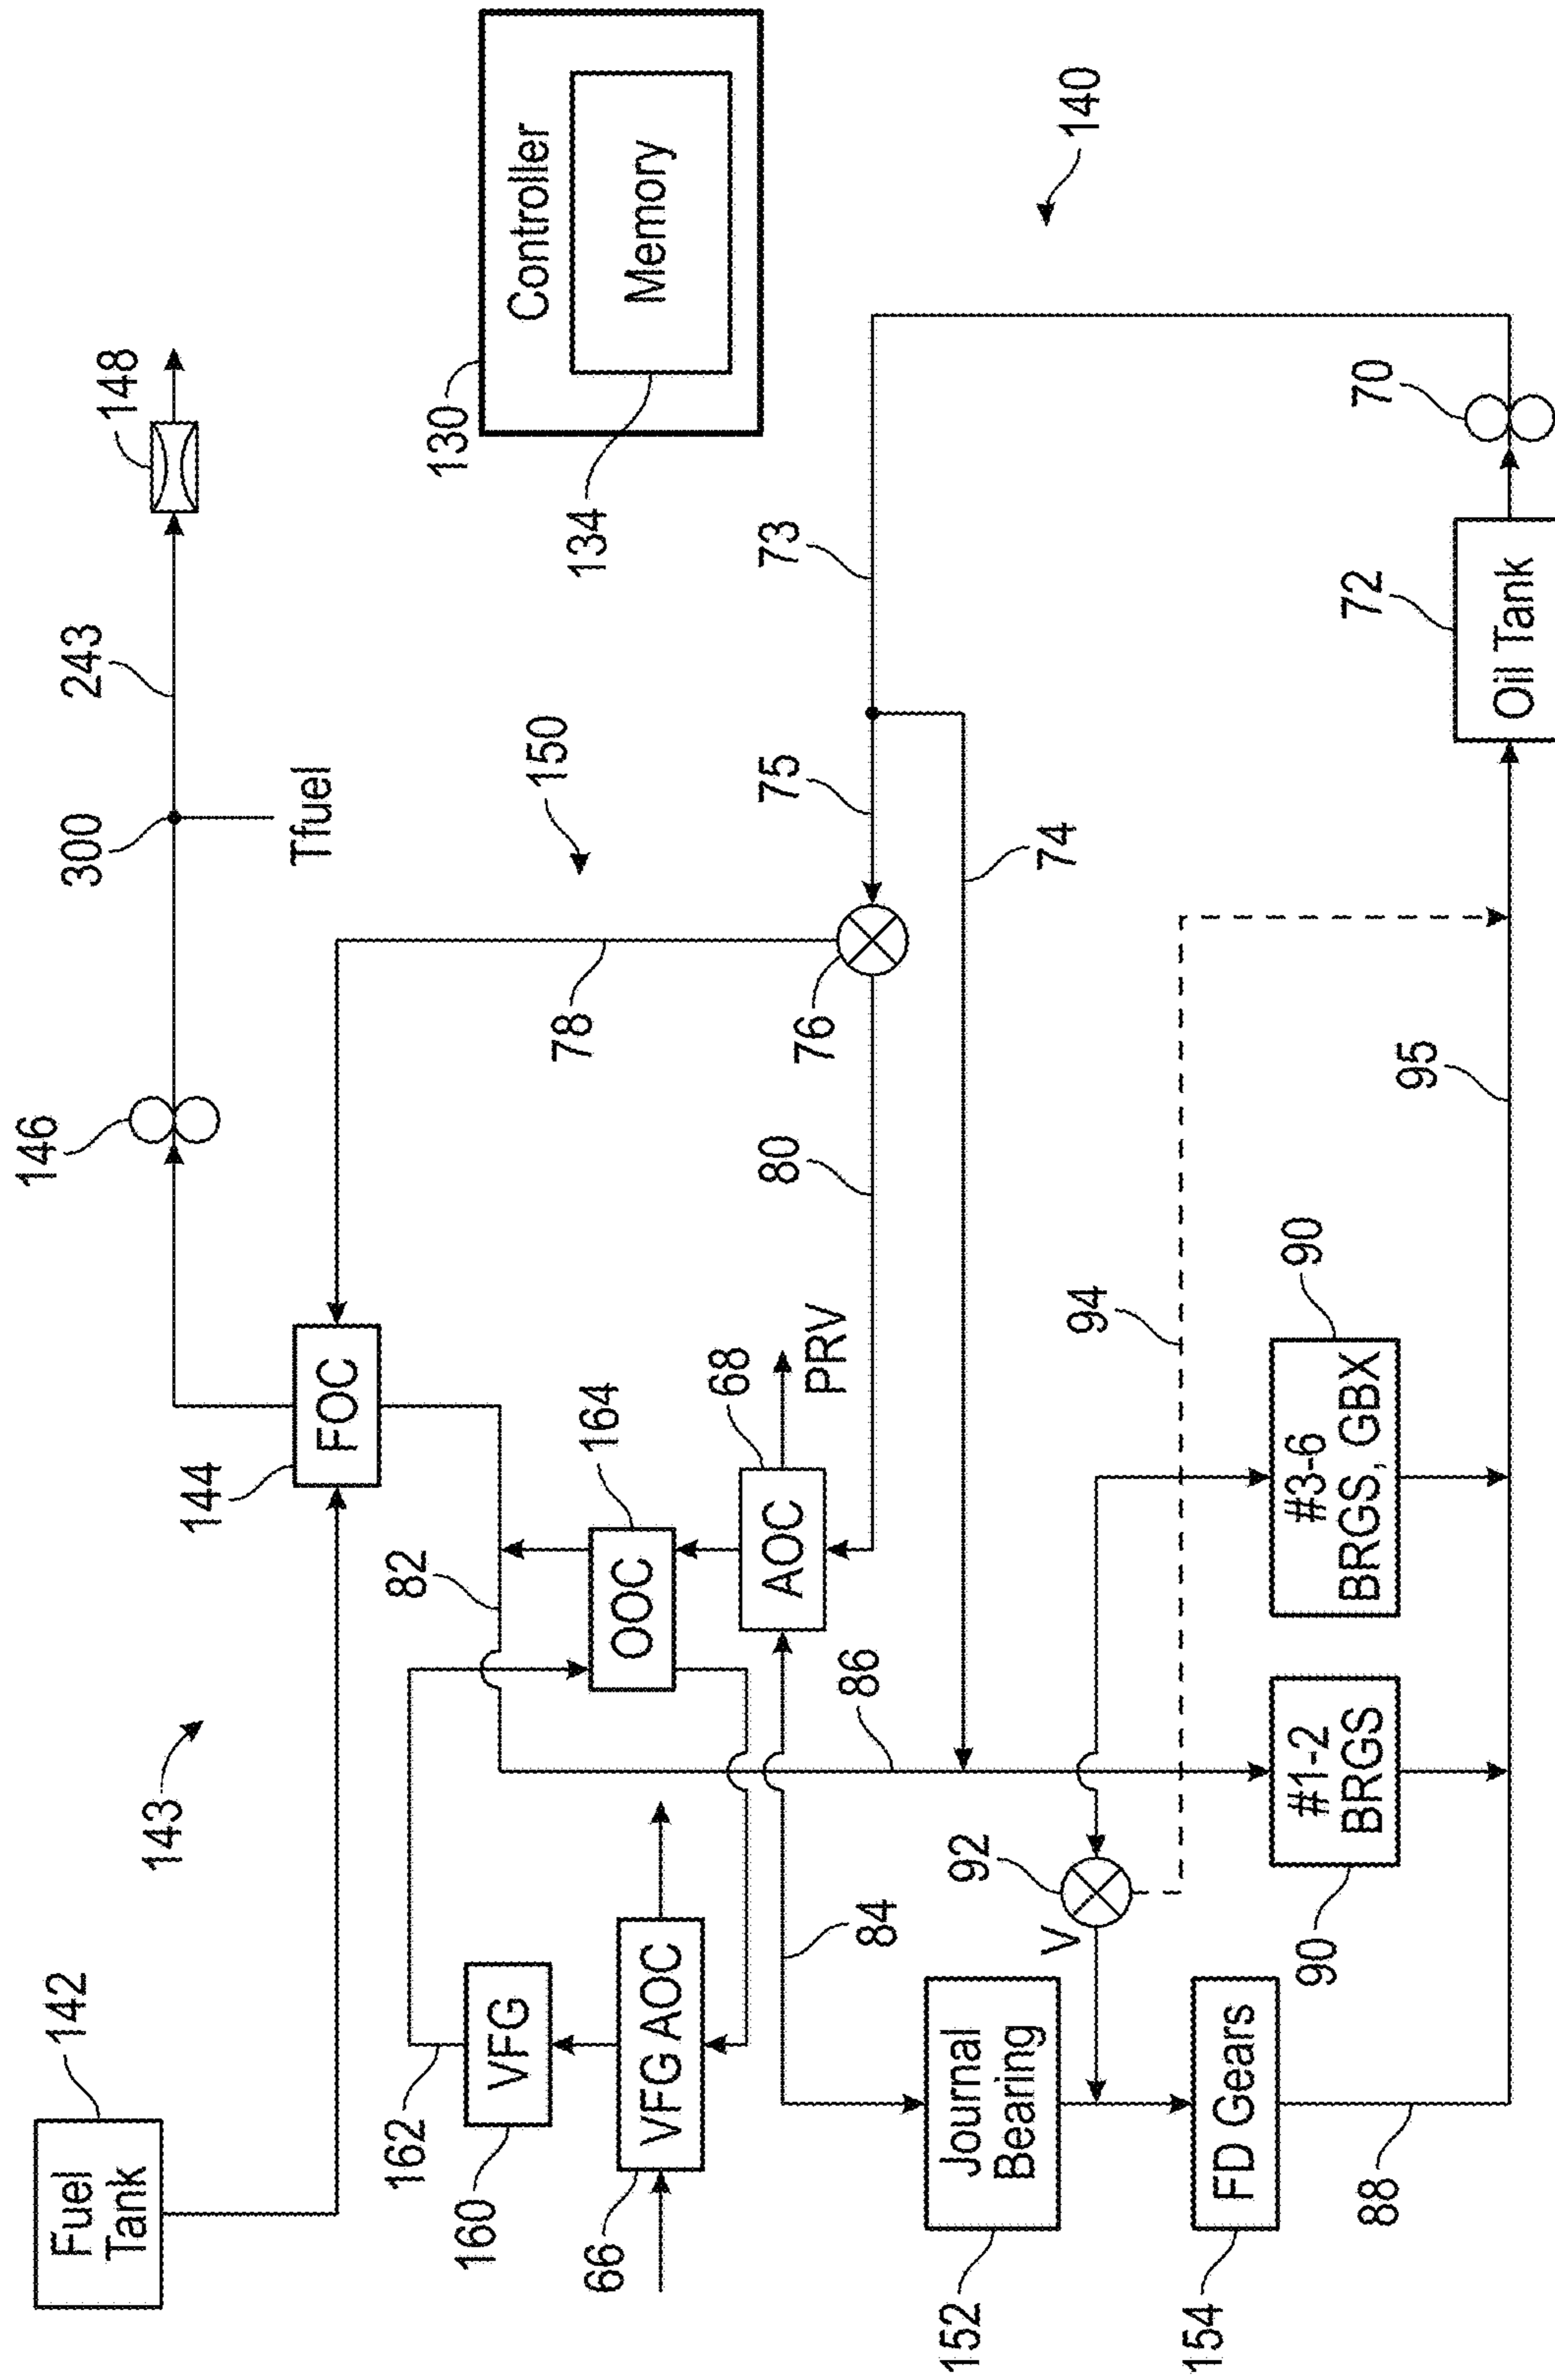 Fuel
Tank
142
143
144
FOC
146
300
Tfuel
243
148
130
Controller
Memory
134
140
162
VFG
160
VFG AOC
66
82
OOC
164
AOC
68
PRV
78
150
76
80
75
73
74
84
86
Journal
Bearing
152
V
92
94
FD Gears
154
88
#1-2
BRGS
90
#3-6
BRGS, GBX
90
95
72
Oil Tank
70